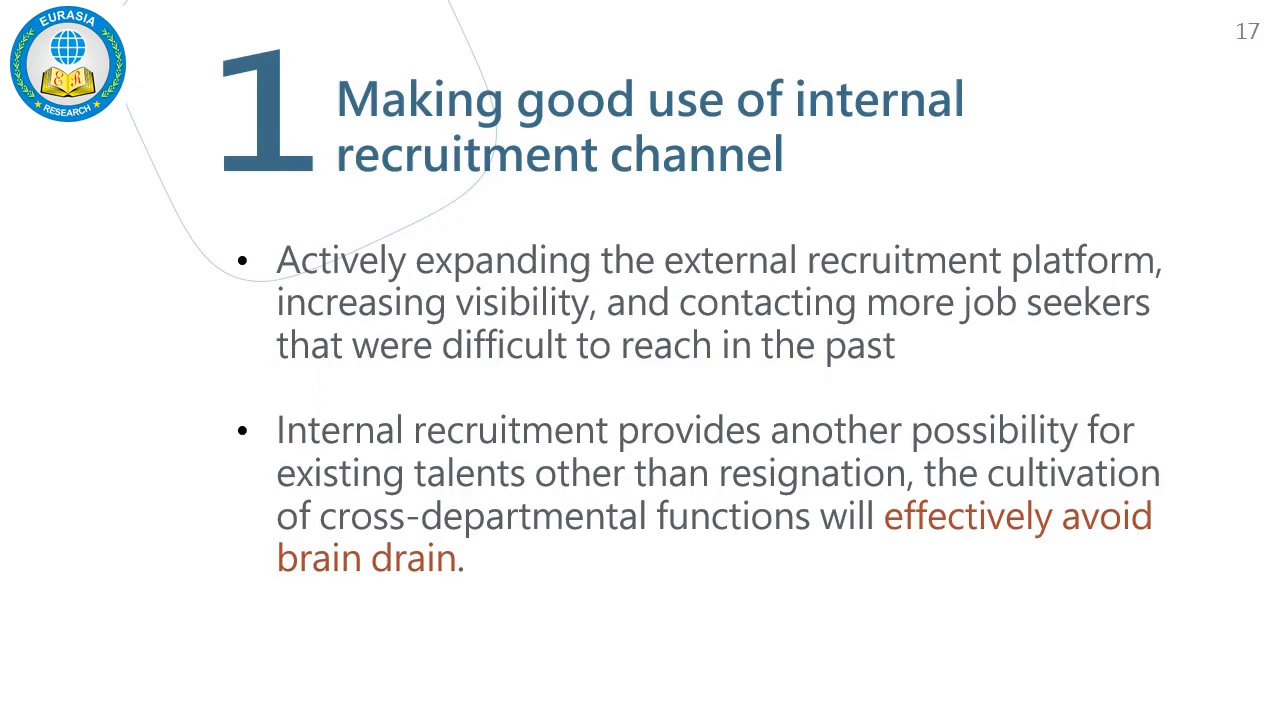 EURASIA
E R
RESEARCH
17
1
Making good use of internal
recruitment channel
• Actively expanding the external recruitment platform,
increasing visibility, and contacting more job seekers
that were difficult to reach in the past
• Internal recruitment provides another possibility for
existing talents other than resignation, the cultivation
of cross-departmental functions will effectively avoid
brain drain.